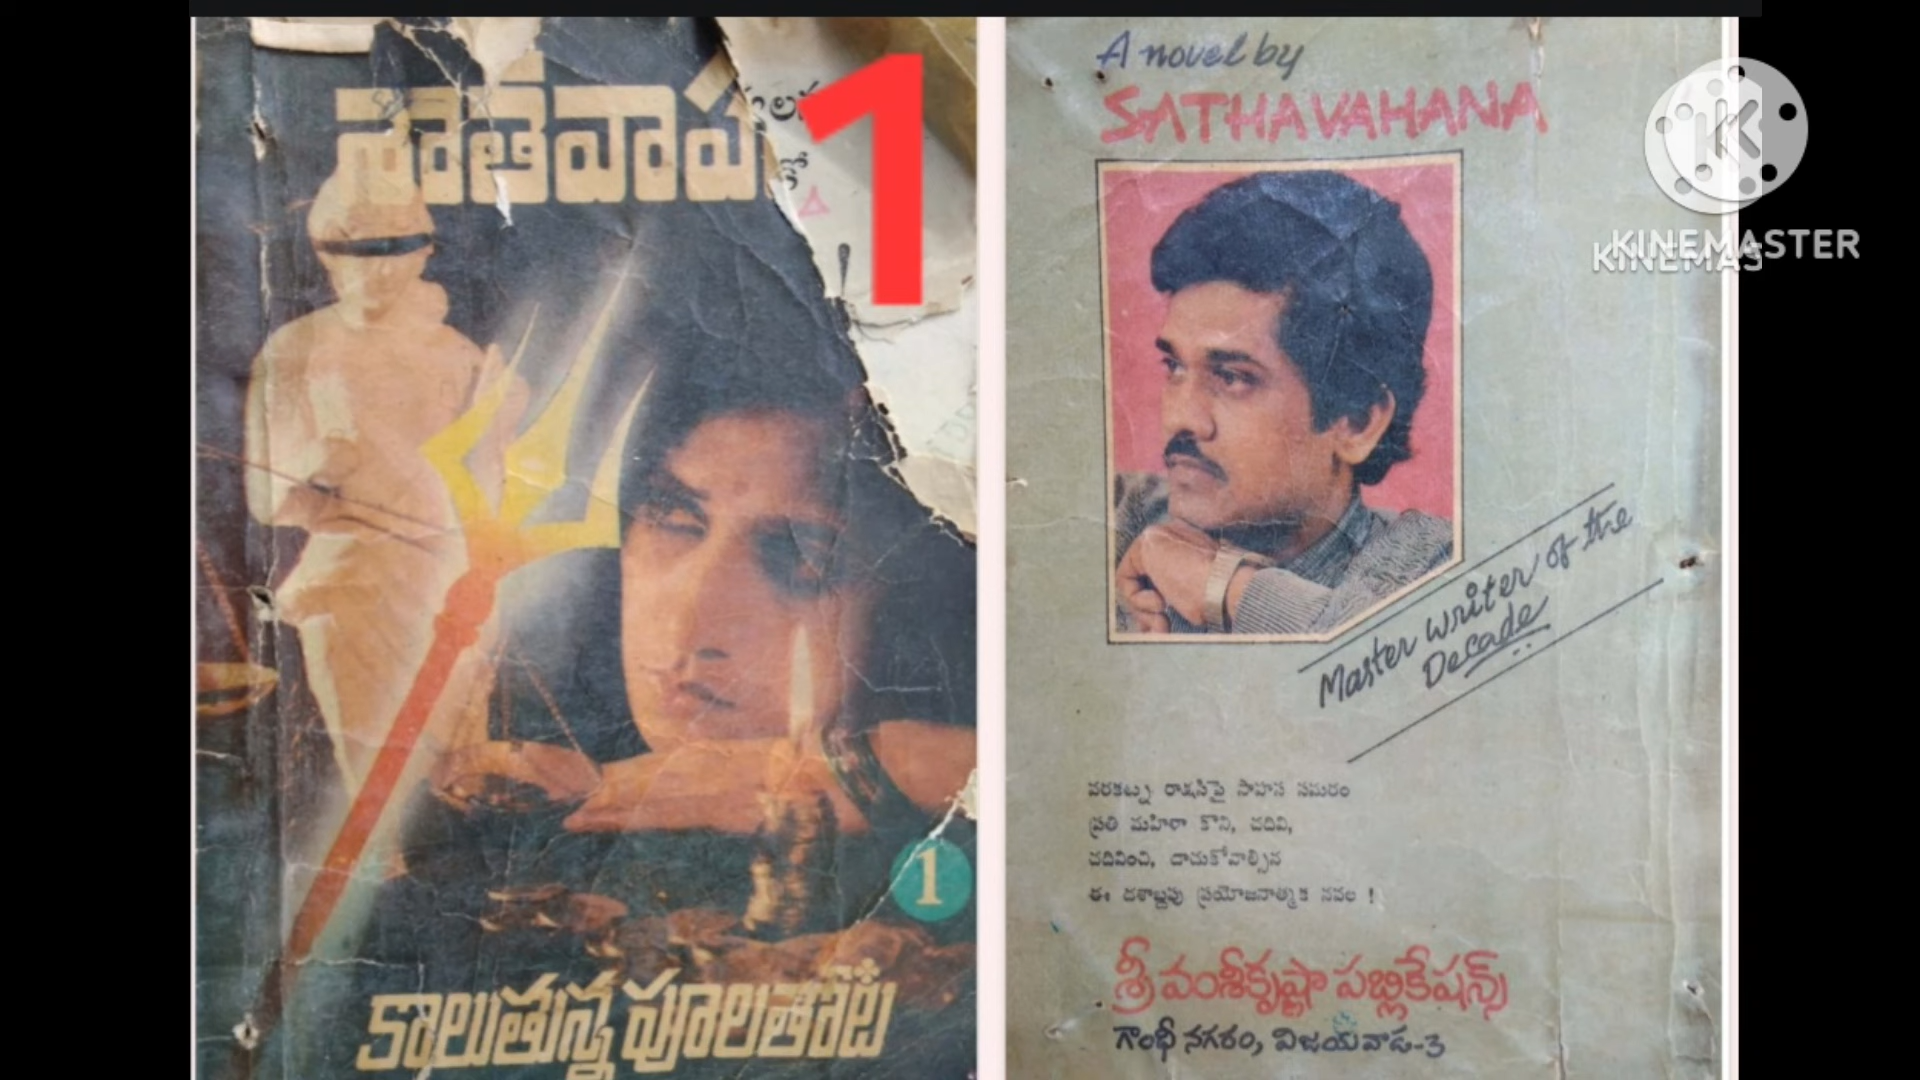 శాతవాహ
1
1
కాలుతున్న పూలతోట
A novel by
SATHAVAHANA
Master writer of the
Decade
వరకట్న రాక్షసిపై సాహస సమరం
ప్రతి మహిళా కొని, చదివి,
చదివించి, దాచుకోవాల్సిన
ఈ దశాబ్దపు ప్రయోజనాత్మక నవల !
శ్రీ వంశీకృష్ణా పబ్లికేషన్స్
గాంధీ నగరం, విజయవాడ-3
KINEMASTER
KINEMAS